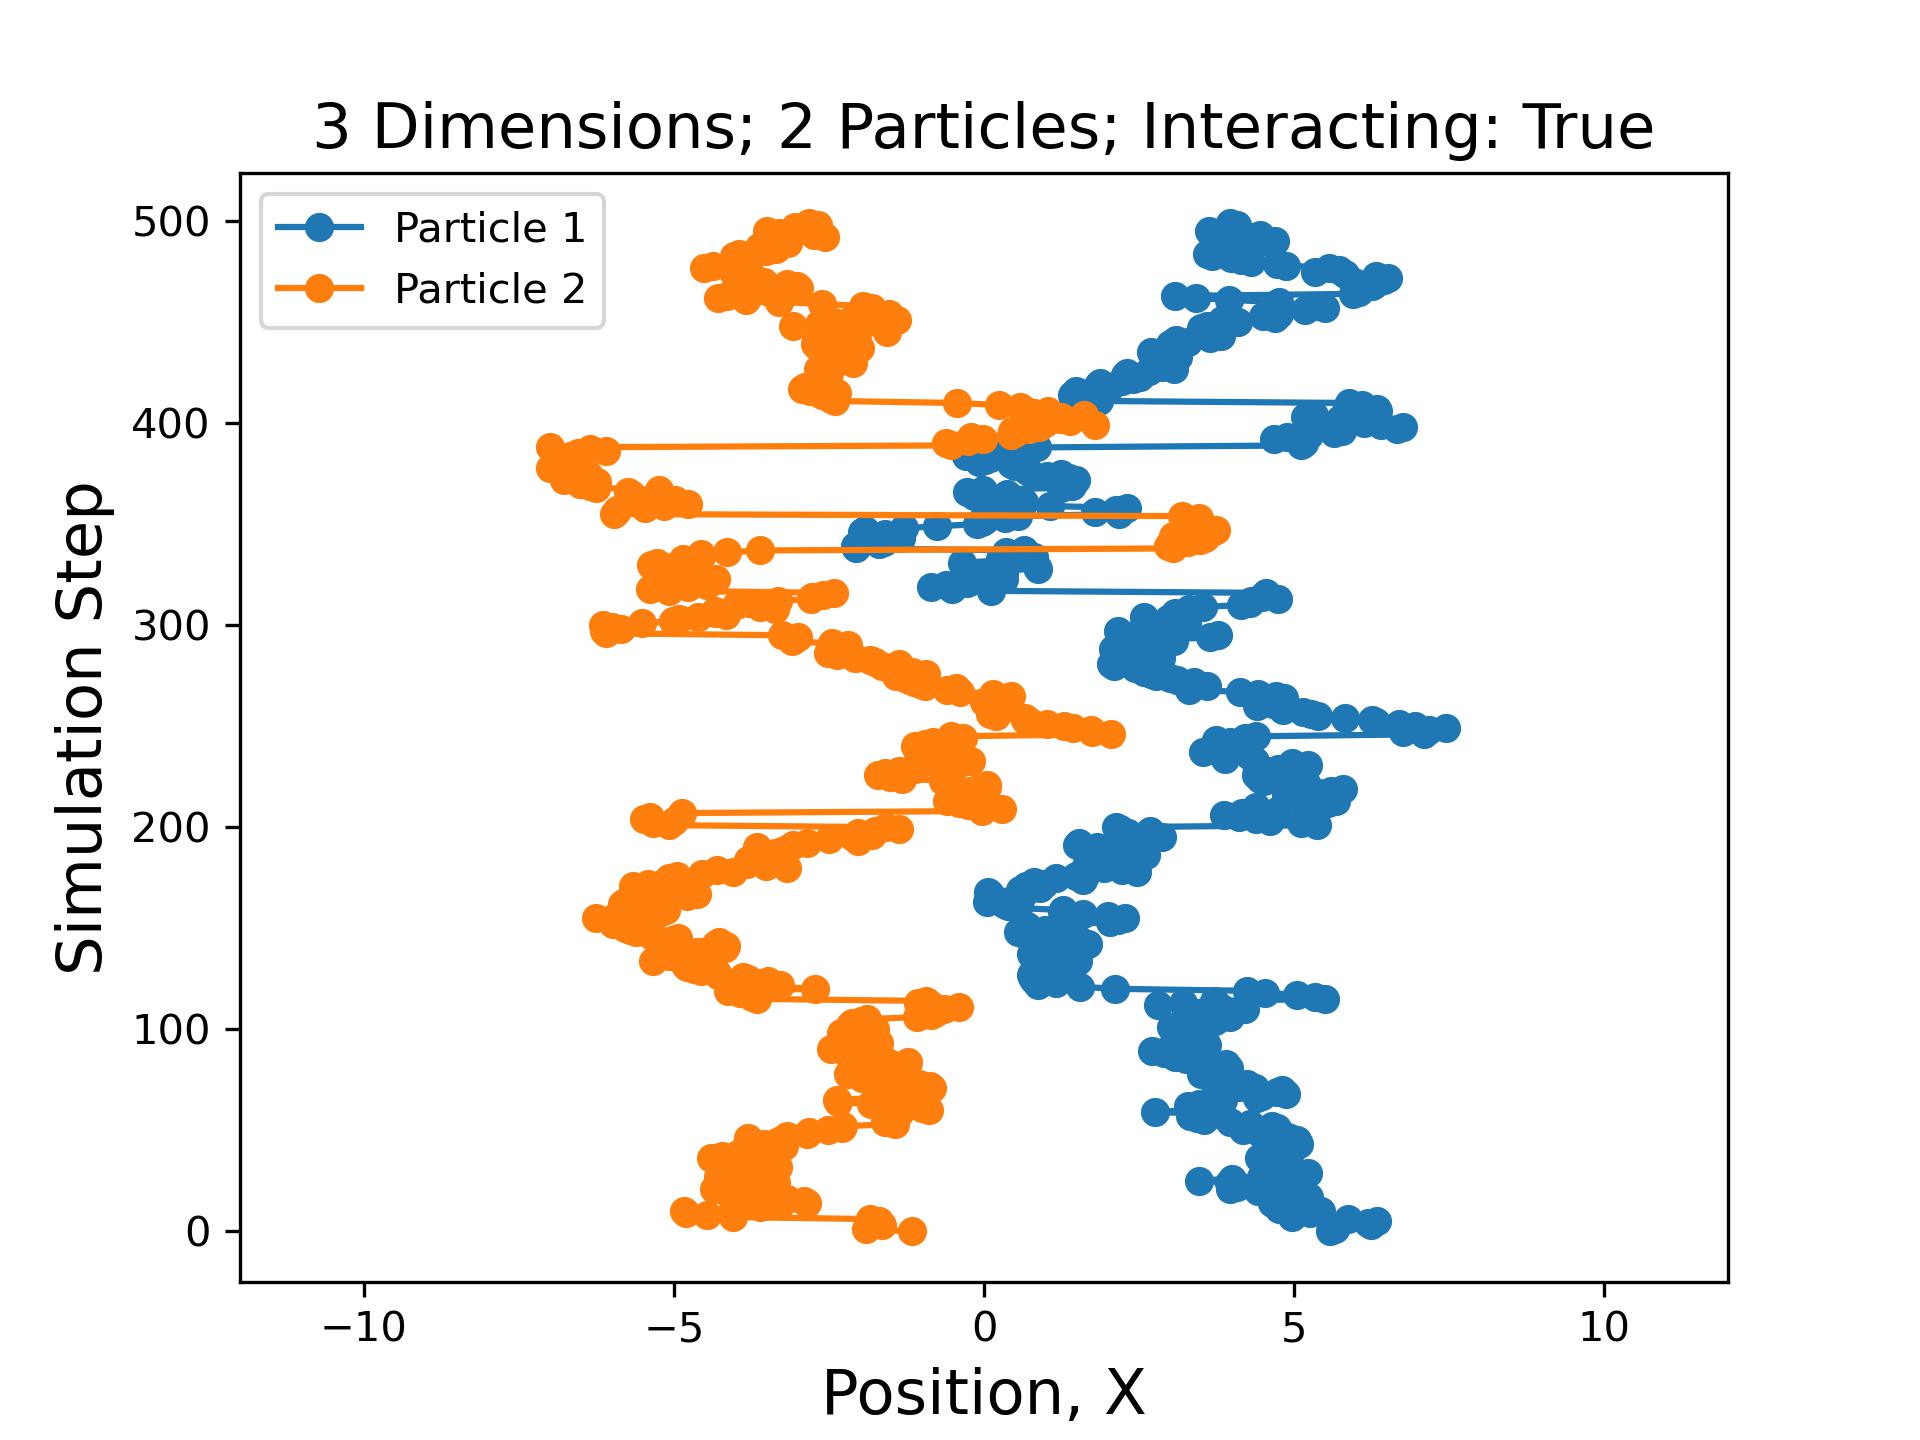 3 Dimensions; 2 Particles; Interacting: True
Particle 1
Particle 2
500
400
300
200
100
0
Simulation Step
−10
−5
0
5
10
Position, X